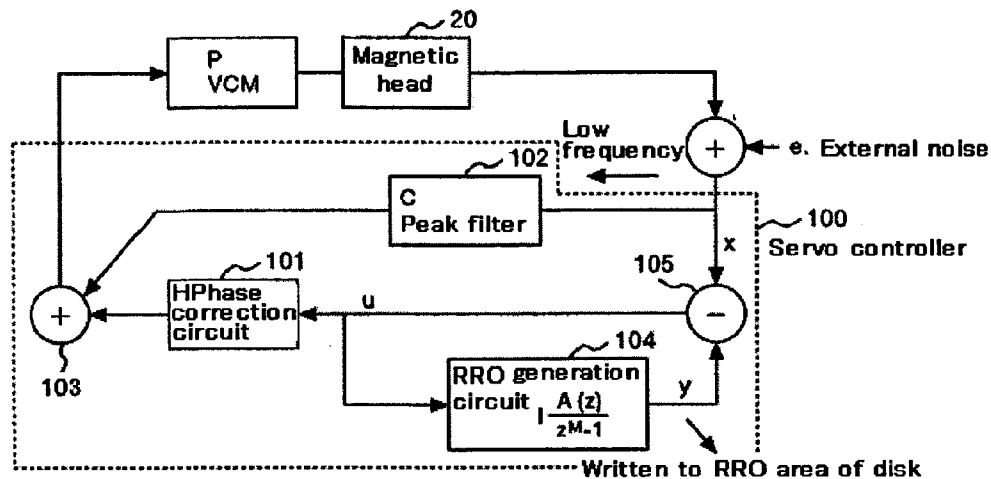 20
P
VCM
Magnetic
head
Low
frequency
+
e. External noise
102
C
Peak filter
100
Servo controller
x
105
-
101
HPhase
correction
circuit
u
+
103
104
RRO generation
circuit I A (z)
z^M-1
y
Written to RRO area of disk